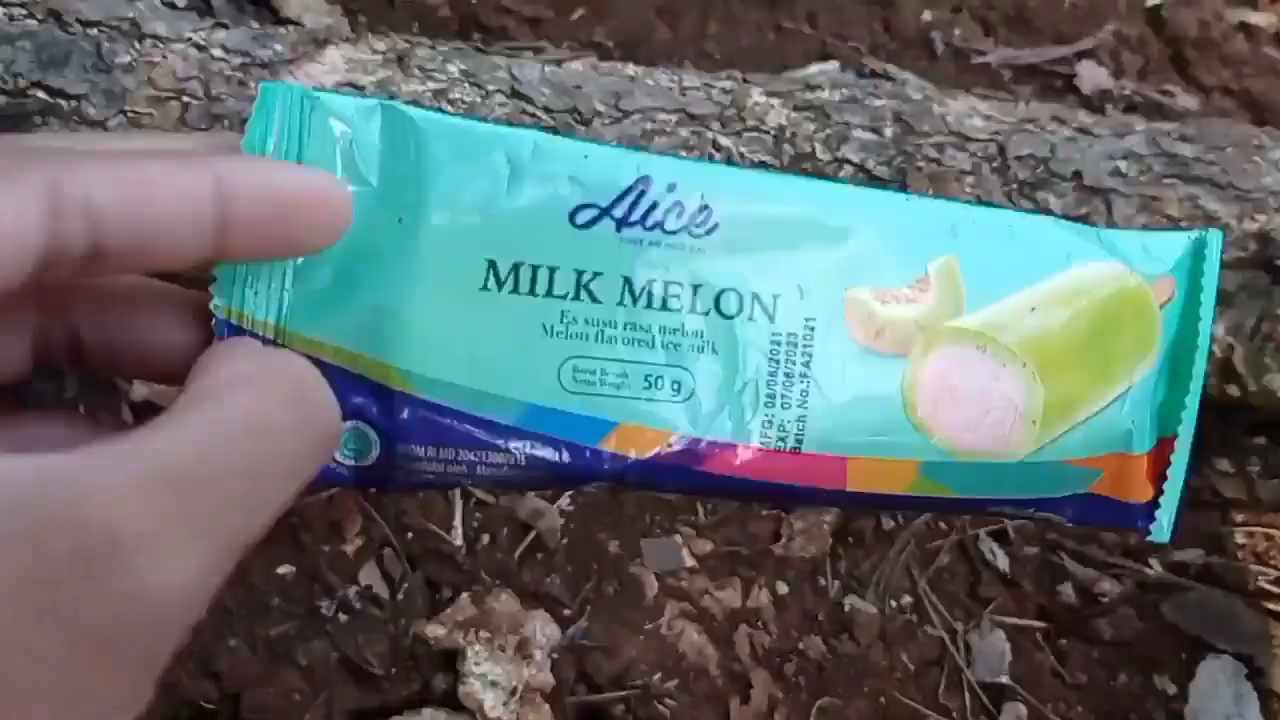 Aice
MILK MELON
Es susu rasa melon
Melon flavored ice milk
Berat Bersih
Netto Weight
50 g
MFG: 08/06/2021
EXP: 07/06/2023
Batch No.:FA21021